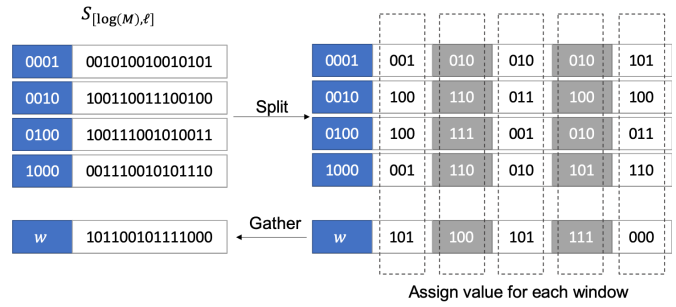 S[log(M),ℓ]
0001 001010010010101
0010 100110011100100
0100 100111001010011
1000 001110010101110
w 101100101111000
Split
Gather
0001 001 010 010 010 101
0010 100 110 011 100 100
0100 100 111 001 010 011
1000 001 110 010 101 110
w 101 100 101 111 000
Assign value for each window